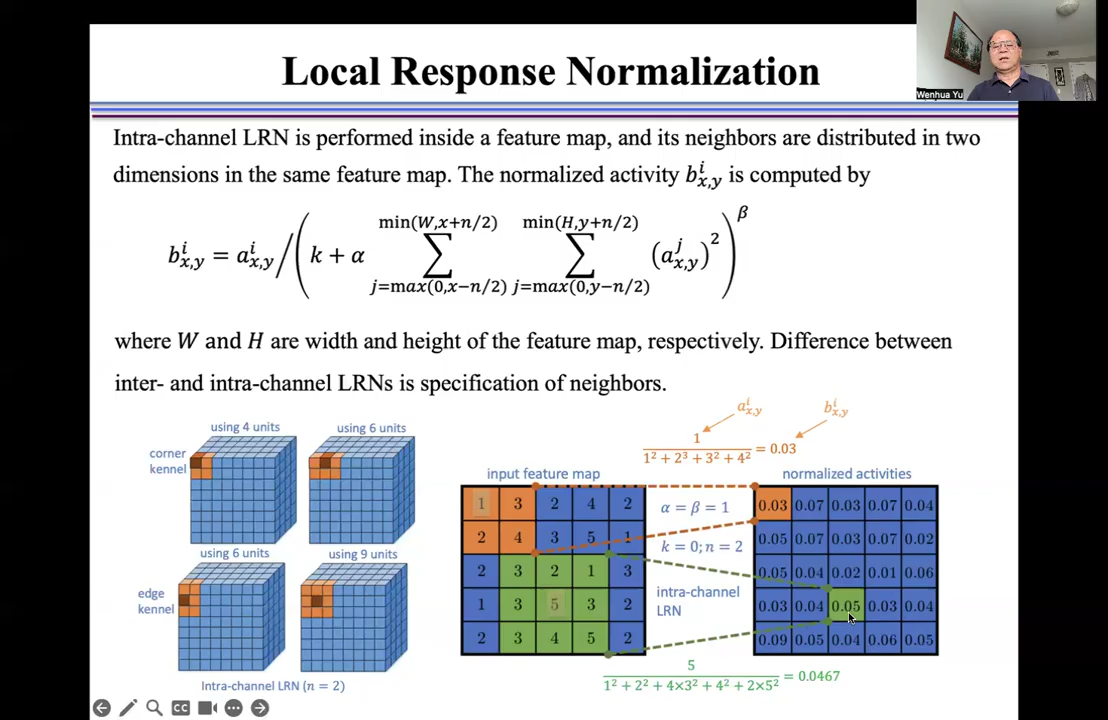 Local Response Normalization
Wenhua Yu
Intra-channel LRN is performed inside a feature map, and its neighbors are distributed in two
dimensions in the same feature map. The normalized activity b^i_{x,y} is computed by
b^i_{x,y} = a^i_{x,y} / ( k + α ∑_{j=max(0,x−n/2)}^{min(W,x+n/2)} ∑_{j=max(0,y−n/2)}^{min(H,y+n/2)} (a^j_{x,y})^2 )^β
where W and H are width and height of the feature map, respectively. Difference between
inter- and intra-channel LRNs is specification of neighbors.
using 4 units
using 6 units
corner
kernel
using 6 units
using 9 units
edge
kernel
Intra-channel LRN (n = 2)
a^i_{x,y}
b^i_{x,y}
1 / (1² + 2³ + 3² + 4²) = 0.03
input feature map
1 3 2 4 2
2 4 3 5 1
2 3 2 1 3
1 3 5 3 2
2 3 4 5 2
α = β = 1
k = 0; n = 2
intra-channel
LRN
normalized activities
0.03 0.07 0.03 0.07 0.04
0.05 0.07 0.03 0.07 0.02
0.05 0.04 0.02 0.01 0.06
0.03 0.04 0.05 0.03 0.04
0.09 0.05 0.04 0.06 0.05
5 / (1² + 2² + 4×3² + 4² + 2×5²) = 0.0467
CC